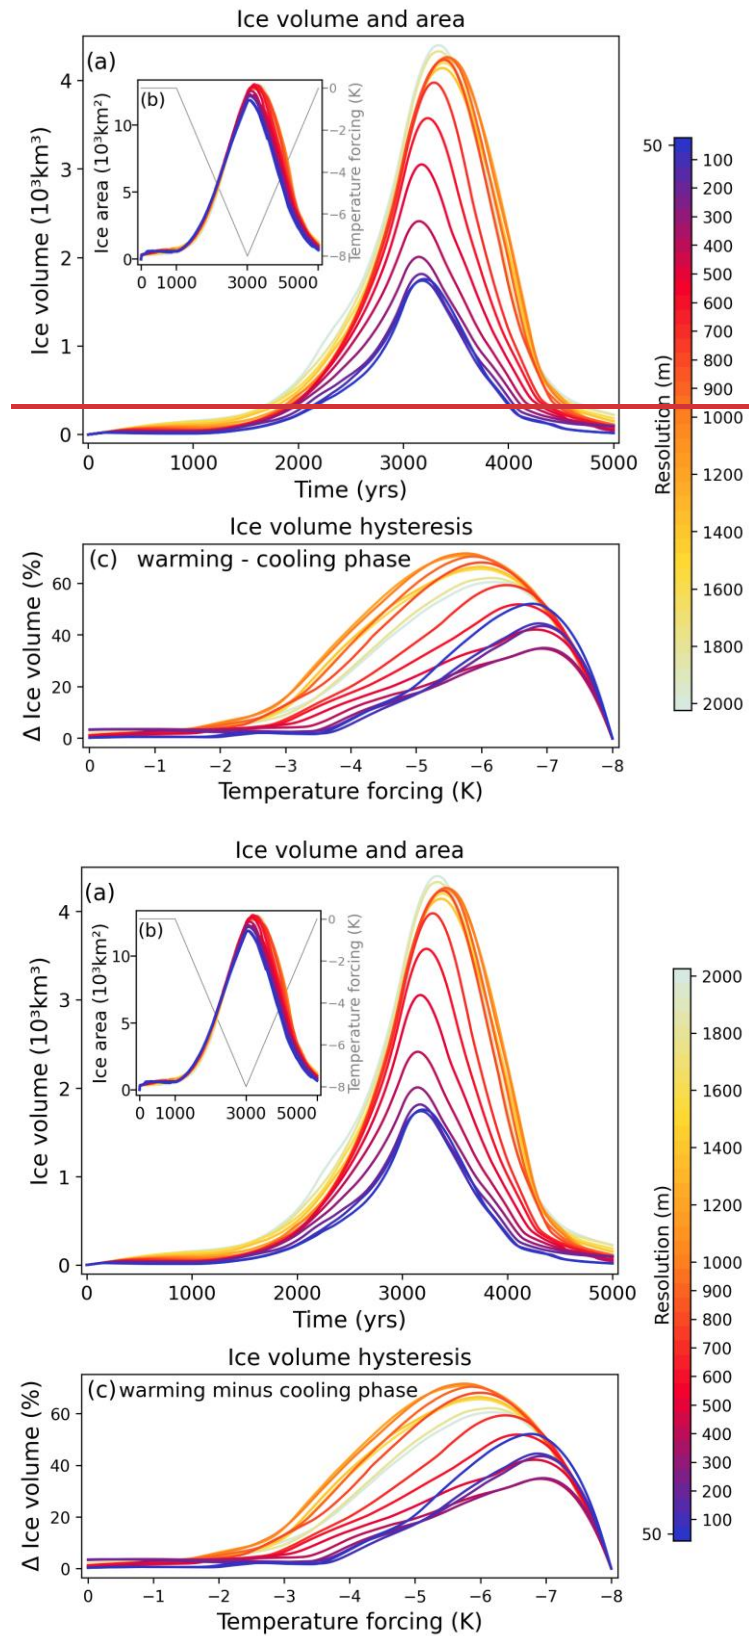 Ice volume and area
(a)
(b)
Ice volume (10³km³)
4
3
2
1
0
Ice area (10³km²)
10
5
0
0 1000 3000 5000
Temperature forcing (K)
0
−2
−4
−6
−8
0 1000 2000 3000 4000 5000
Time (yrs)
Resolution (m)
50
100
200
300
400
500
600
700
800
900
1000
1200
1400
1600
1800
2000
Ice volume hysteresis
(c) warming - cooling phase
Δ Ice volume (%)
60
40
20
0
0 −1 −2 −3 −4 −5 −6 −7 −8
Temperature forcing (K)
Ice volume and area
(a)
(b)
Ice volume (10³km³)
4
3
2
1
0
Ice area (10³km²)
10
5
0
0 1000 3000 5000
Temperature forcing (K)
0
−2
−4
−6
−8
0 1000 2000 3000 4000 5000
Time (yrs)
Resolution (m)
2000
1800
1600
1400
1200
1000
900
800
700
600
500
400
300
200
100
50
Ice volume hysteresis
(c) warming minus cooling phase
Δ Ice volume (%)
60
40
20
0
0 −1 −2 −3 −4 −5 −6 −7 −8
Temperature forcing (K)